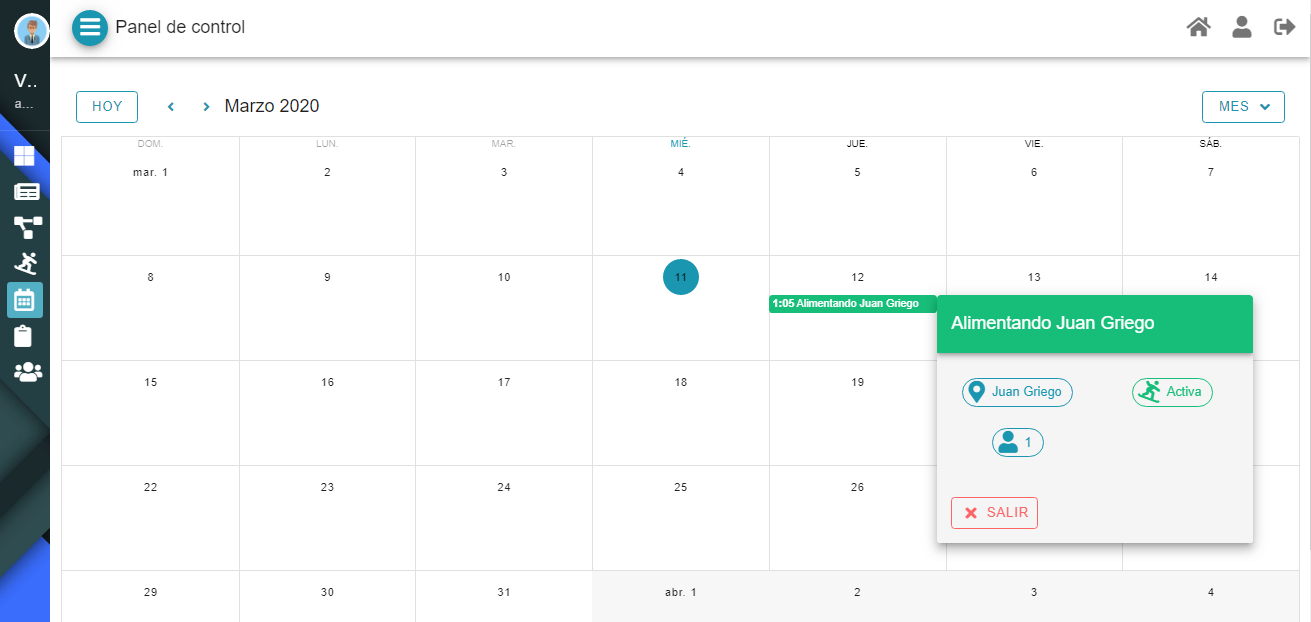 Panel de control
V..
a...
HOY
Marzo 2020
MES
DOM. LUN. MAR. MIÉ. JUE. VIE. SÁB.
mar. 1 2 3 4 5 6 7
8 9 10 11 12 13 14
1:05 Alimentando Juan Griego
Alimentando Juan Griego
Juan Griego
Activa
1
SALIR
15 16 17 18 19
22 23 24 25 26
29 30 31 abr. 1 2 3 4